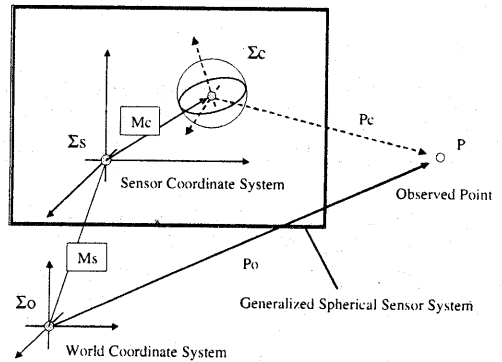 Σc
Mc
Pc
P
Σs
Sensor Coordinate System
Observed Point
Ms
Po
Σo
Generalized Spherical Sensor System
World Coordinate System